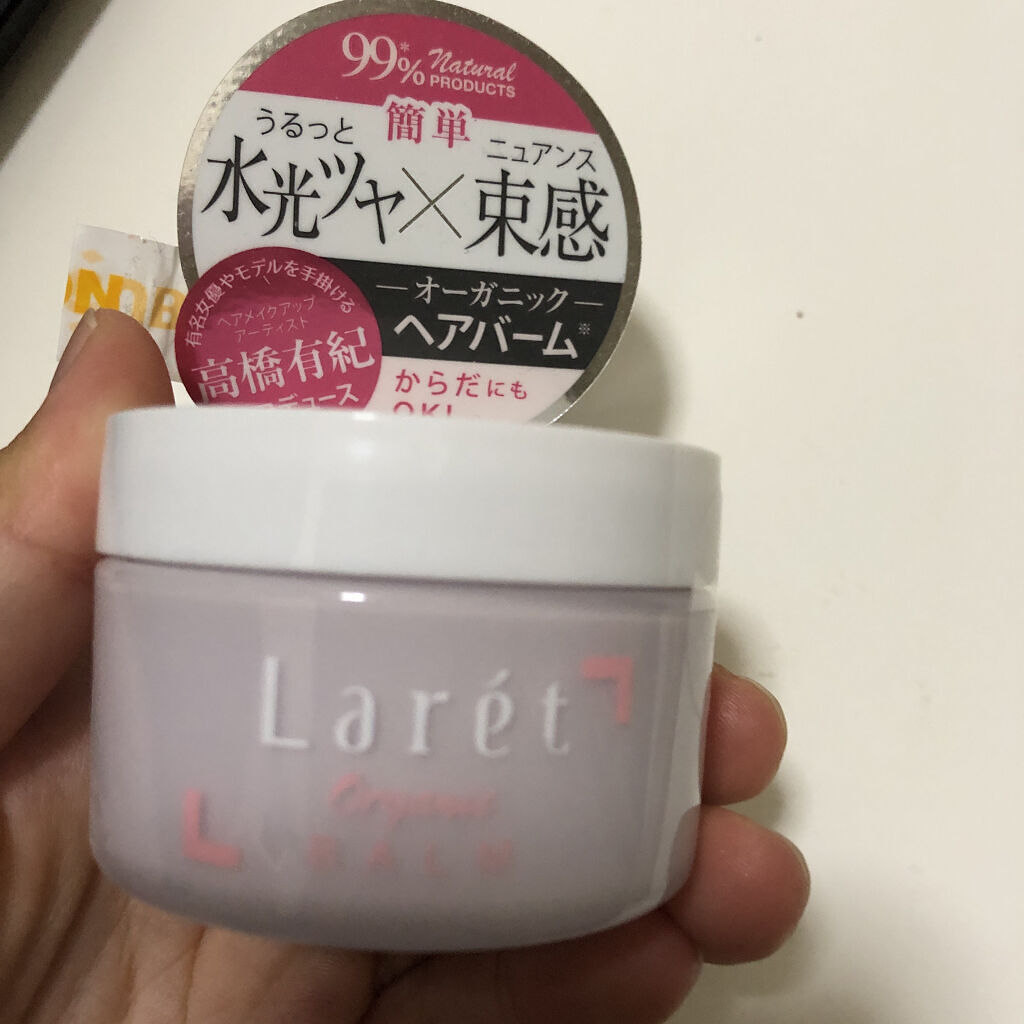 99*% Natural
PRODUCTS
簡単
うるっと
ニュアンス
水光ツヤ×束感
有名女優やモデルを手掛ける
ヘアメイクアップ
アーティスト
高橋有紀
オーガニック
ヘアバーム※
からだにも
OK!
Larét
Organic
BALM